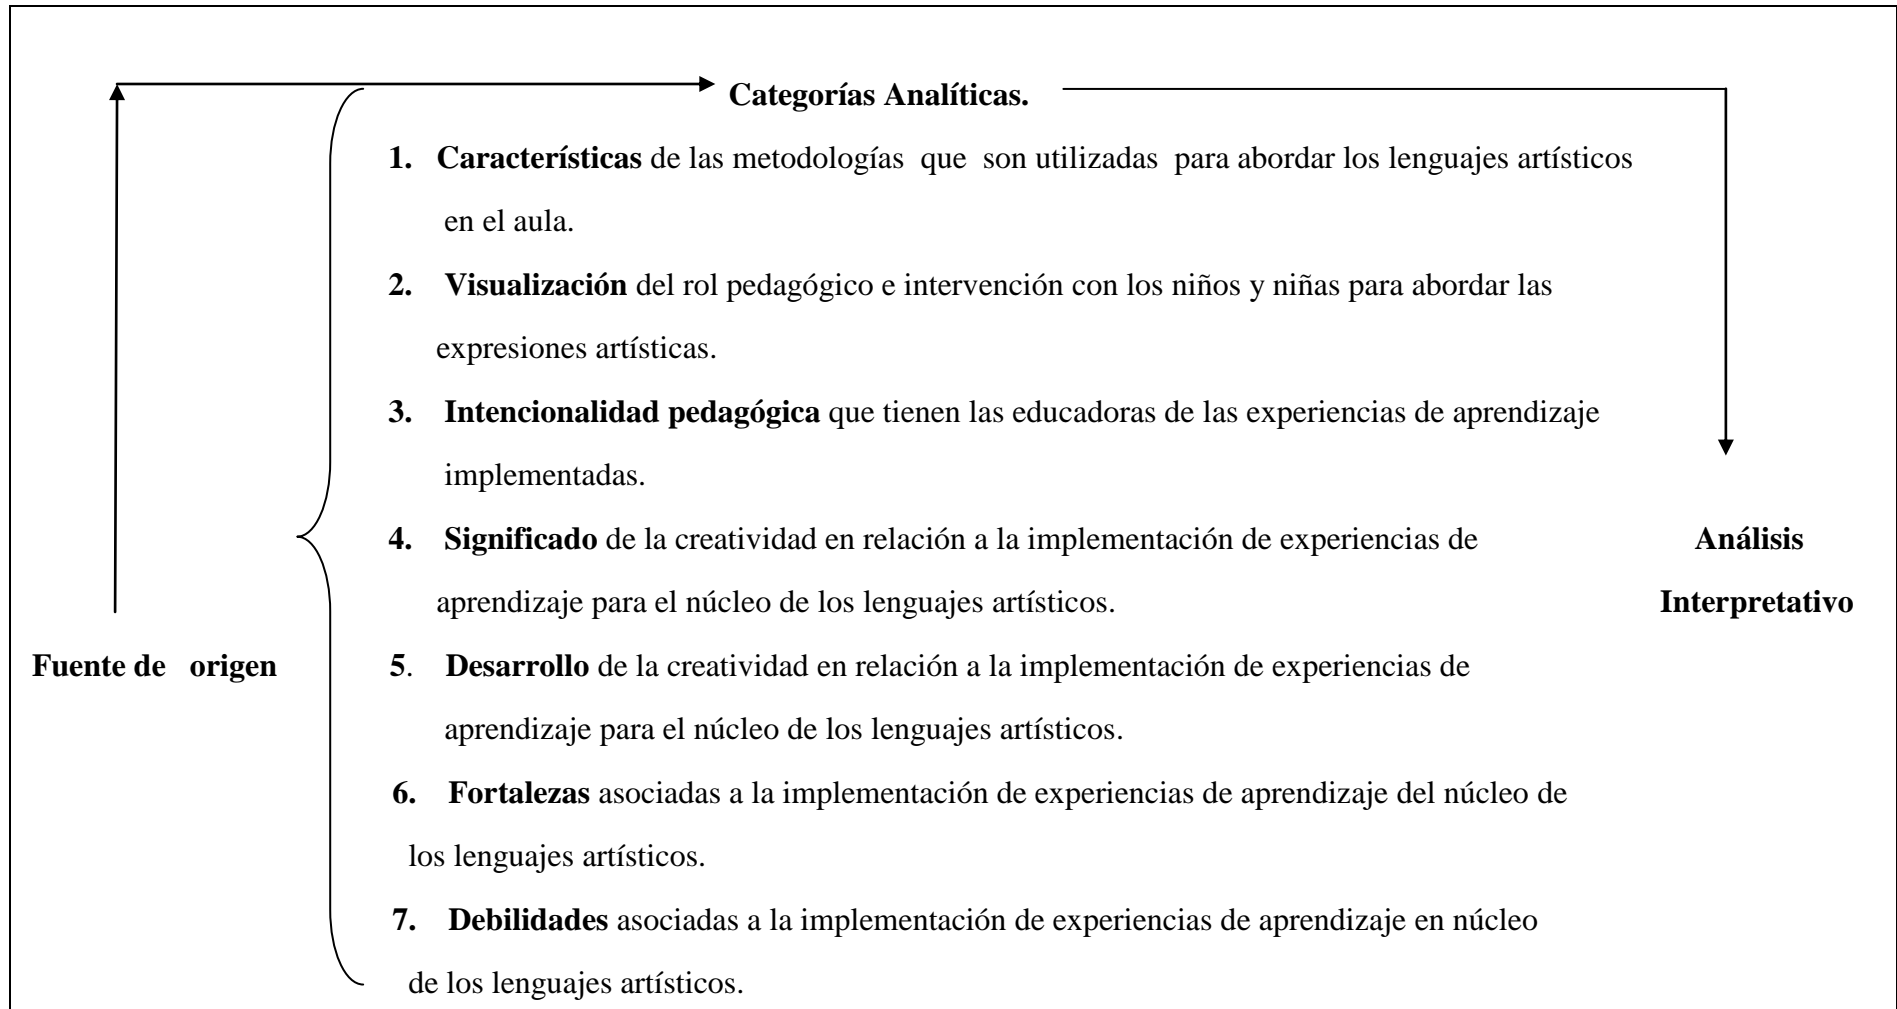 Categorías Analíticas.
1. Características de las metodologías que son utilizadas para abordar los lenguajes artísticos
en el aula.
2. Visualización del rol pedagógico e intervención con los niños y niñas para abordar las
expresiones artísticas.
3. Intencionalidad pedagógica que tienen las educadoras de las experiencias de aprendizaje
implementadas.
4. Significado de la creatividad en relación a la implementación de experiencias de
aprendizaje para el núcleo de los lenguajes artísticos.
Análisis
Interpretativo
Fuente de origen
5. Desarrollo de la creatividad en relación a la implementación de experiencias de
aprendizaje para el núcleo de los lenguajes artísticos.
6. Fortalezas asociadas a la implementación de experiencias de aprendizaje del núcleo de
los lenguajes artísticos.
7. Debilidades asociadas a la implementación de experiencias de aprendizaje en núcleo
de los lenguajes artísticos.